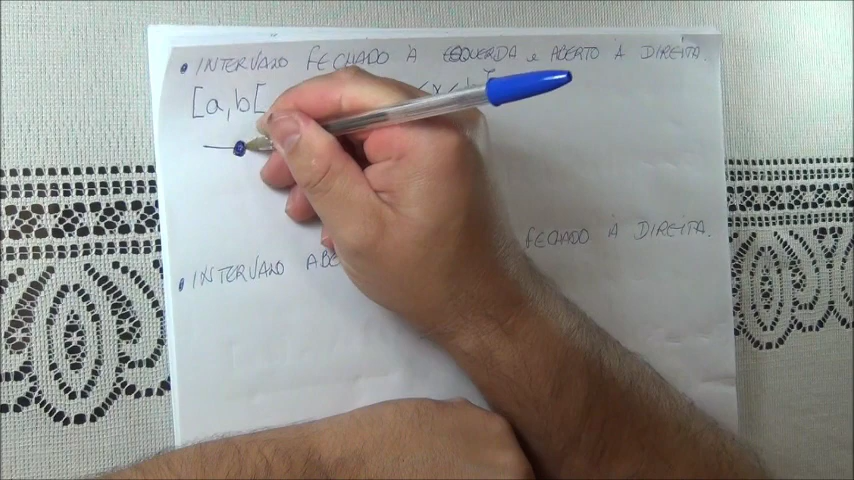 • INTERVALO FECHADO À ESQUERDA e ABERTO À DIREITA.
[a,b[
• INTERVALO ABE FECHADO À DIREITA.